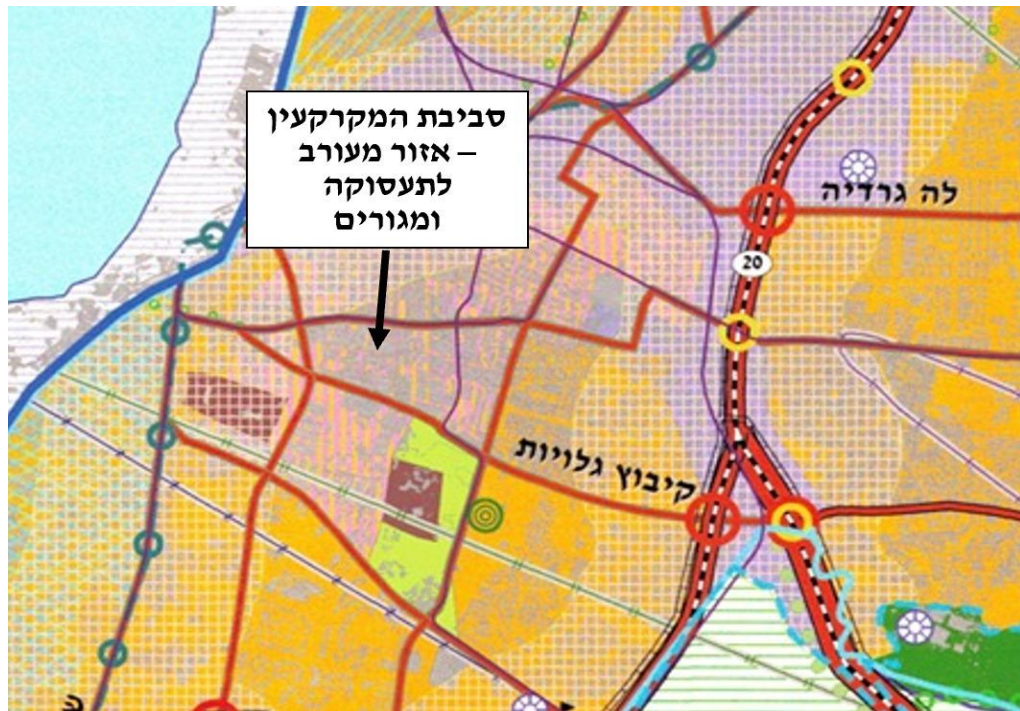 סביבת המקרקעין
– אזור מעורב
לתעסוקה
ומגורים
לה גרדיה
20
קיבוץ גלויות